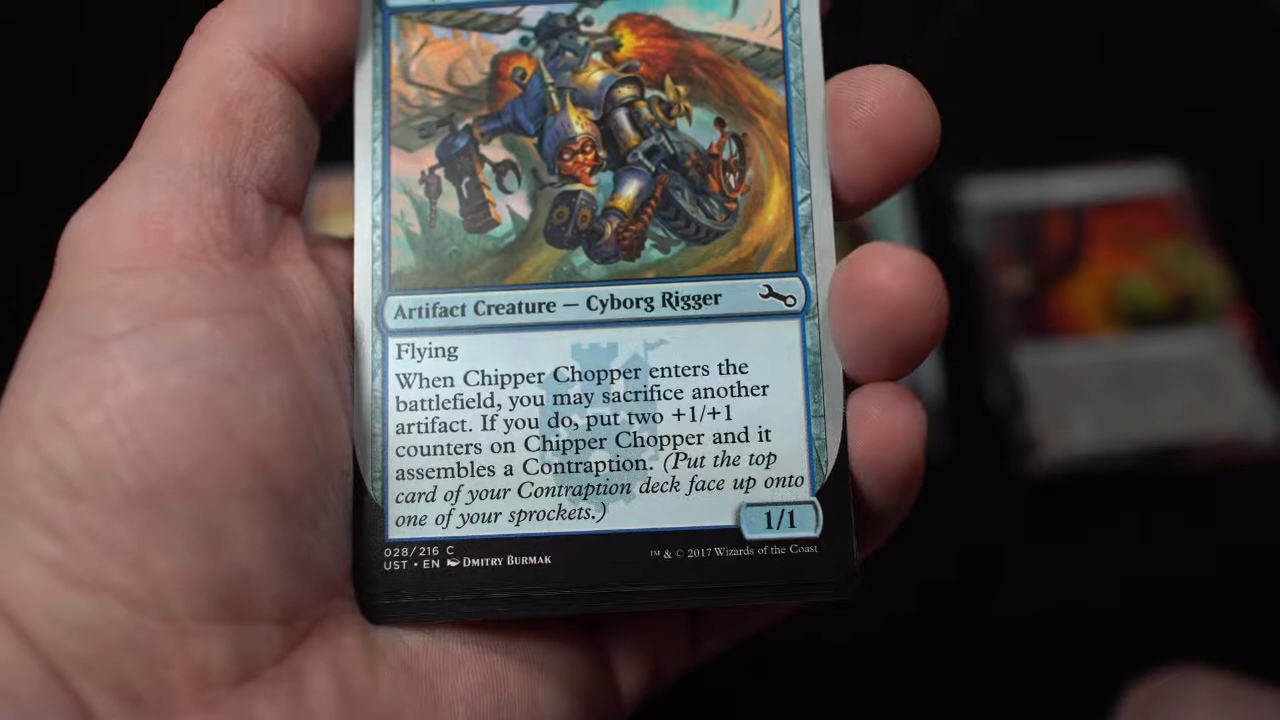 Artifact Creature — Cyborg Rigger
Flying
When Chipper Chopper enters the
battlefield, you may sacrifice another
artifact. If you do, put two +1/+1
counters on Chipper Chopper and it
assembles a Contraption. (Put the top
card of your Contraption deck face up onto
one of your sprockets.)
1/1
028/216 C
UST • EN DMITRY BURMAK
™ & © 2017 Wizards of the Coast